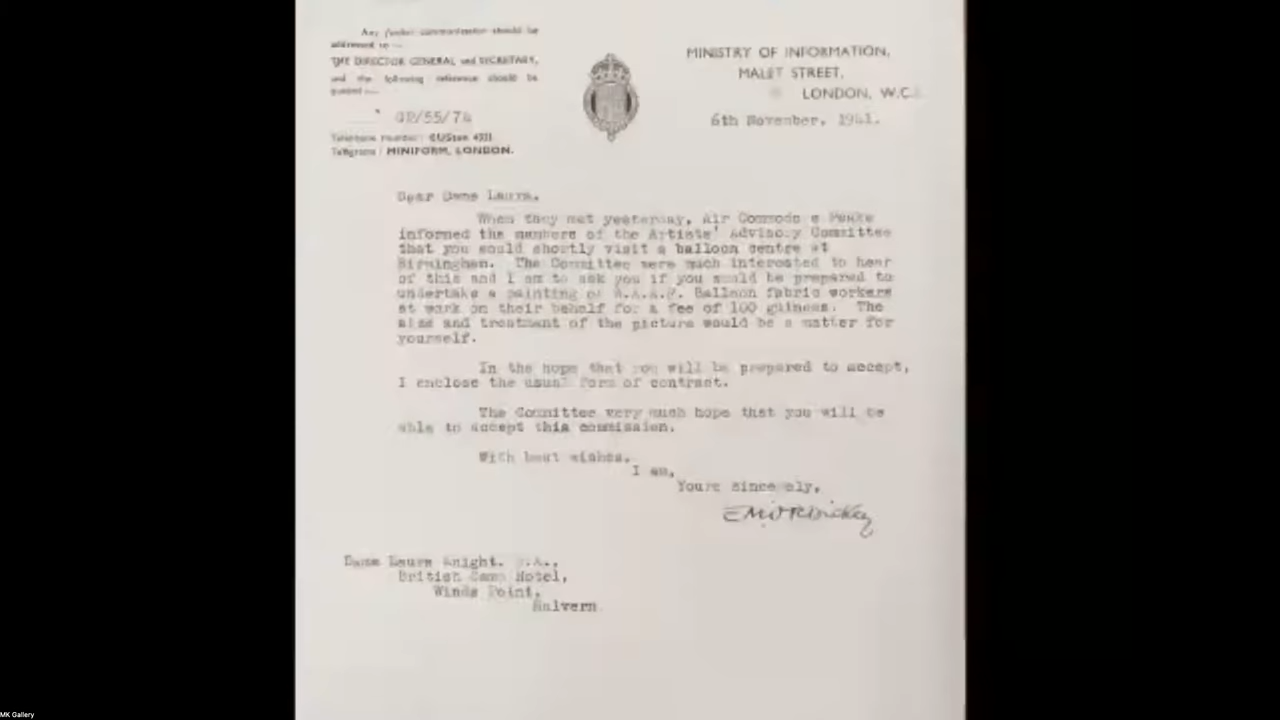 Any further communication should be
addressed to :—
THE DIRECTOR GENERAL and SECRETARY,
and the following reference should be
quoted :—
GP/55/74
Telephone Number: EUSton 4321.
Telegrams: MINIFORM, LONDON.
MINISTRY OF INFORMATION,
MALET STREET,
LONDON, W.C.
6th November, 1941.
Dear Dame Laura,
When they met yesterday, Air Commodo e Peake
informed the members of the Artists' Advisory Committee
that you would shortly visit a balloon centre at
Birmingham. The Committee were much interested to hear
of this and I am to ask you if you would be prepared to
undertake a painting of W.A.A.F. Balloon fabric workers
at work on their behalf for a fee of 100 guineas. The
size and treatment of the picture would be a matter for
yourself.
In the hope that you will be prepared to accept,
I enclose the usual form of contract.
The Committee very much hope that you will be
able to accept this commission.
With best wishes,
I am,
Yours since ely,
Dame Laura Knight, R.A.,
British Camp Hotel,
Winds Point,
Malvern
MK Gallery